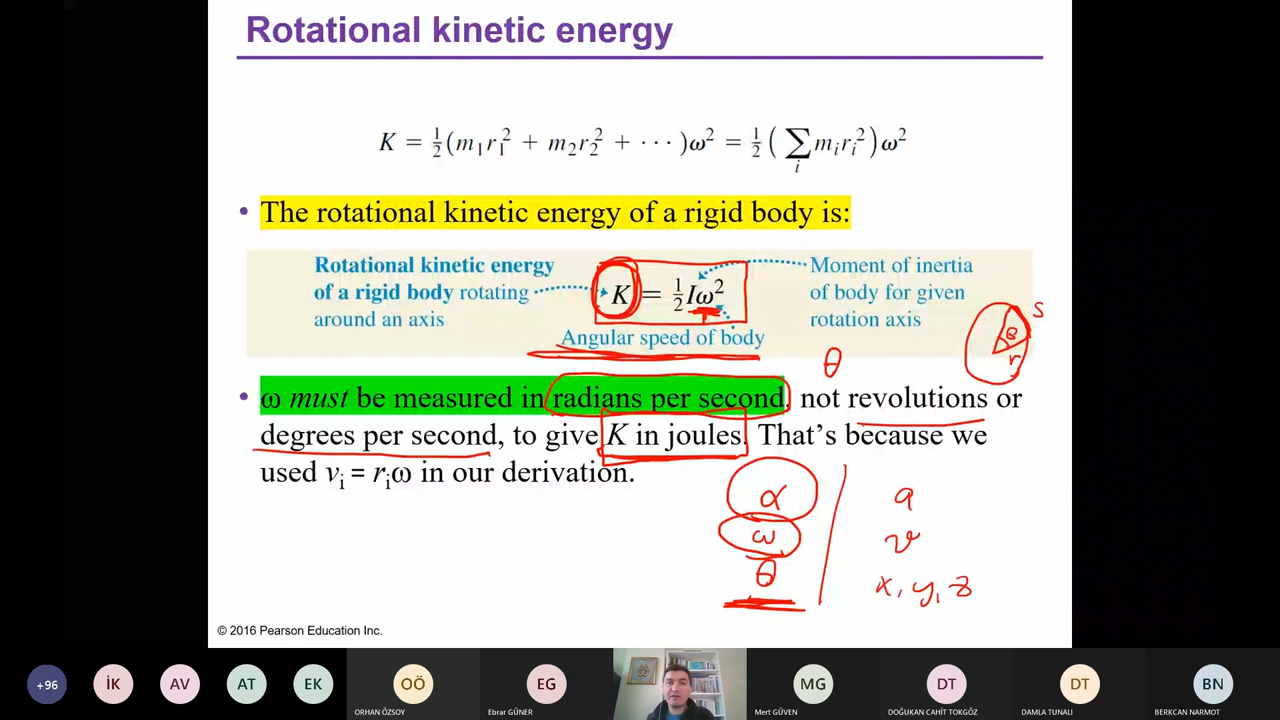 Rotational kinetic energy
K = ½(m₁r₁² + m₂r₂² + ⋯)ω² = ½(∑ᵢ mᵢrᵢ²)ω²
• The rotational kinetic energy of a rigid body is:
Rotational kinetic energy
of a rigid body rotating
around an axis
K = ½Iω²
Angular speed of body
Moment of inertia
of body for given
rotation axis
s
θ
r
θ
• ω must be measured in radians per second, not revolutions or
degrees per second, to give K in joules. That's because we
used vᵢ = rᵢω in our derivation.
α a
ω v
θ x, y, z
© 2016 Pearson Education Inc.
+96 İK AV AT EK OÖ EG MG DT DT BN
ORHAN ÖZSOY Ebrar GÜNER Mert GÜVEN DOĞUKAN CAHİT TOKGÖZ DAMLA TUNALI BERKCAN NARMOT